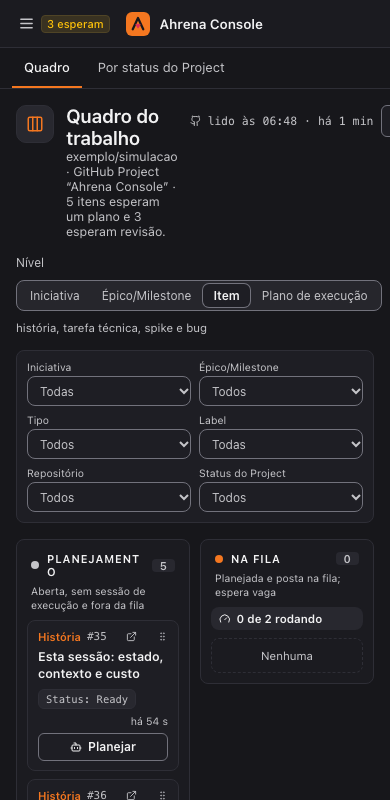 3 esperam
Ahrena Console
Quadro
Por status do Project
Quadro do
trabalho
lido às 06:48 · há 1 min
exemplo/simulacao
· GitHub Project
“Ahrena Console” ·
5 itens esperam
um plano e 3
esperam revisão.
Nível
Iniciativa
Épico/Milestone
Item
Plano de execução
história, tarefa técnica, spike e bug
Iniciativa
Todas
Épico/Milestone
Todos
Tipo
Todos
Label
Todas
Repositório
Todos
Status do Project
Todos
PLANEJAMENT
O
5
Aberta, sem sessão de
execução e fora da fila
História #35
Esta sessão: estado,
contexto e custo
Status: Ready
há 54 s
Planejar
História #36
NA FILA
0
Planejada e posta na fila;
espera vaga
0 de 2 rodando
Nenhuma